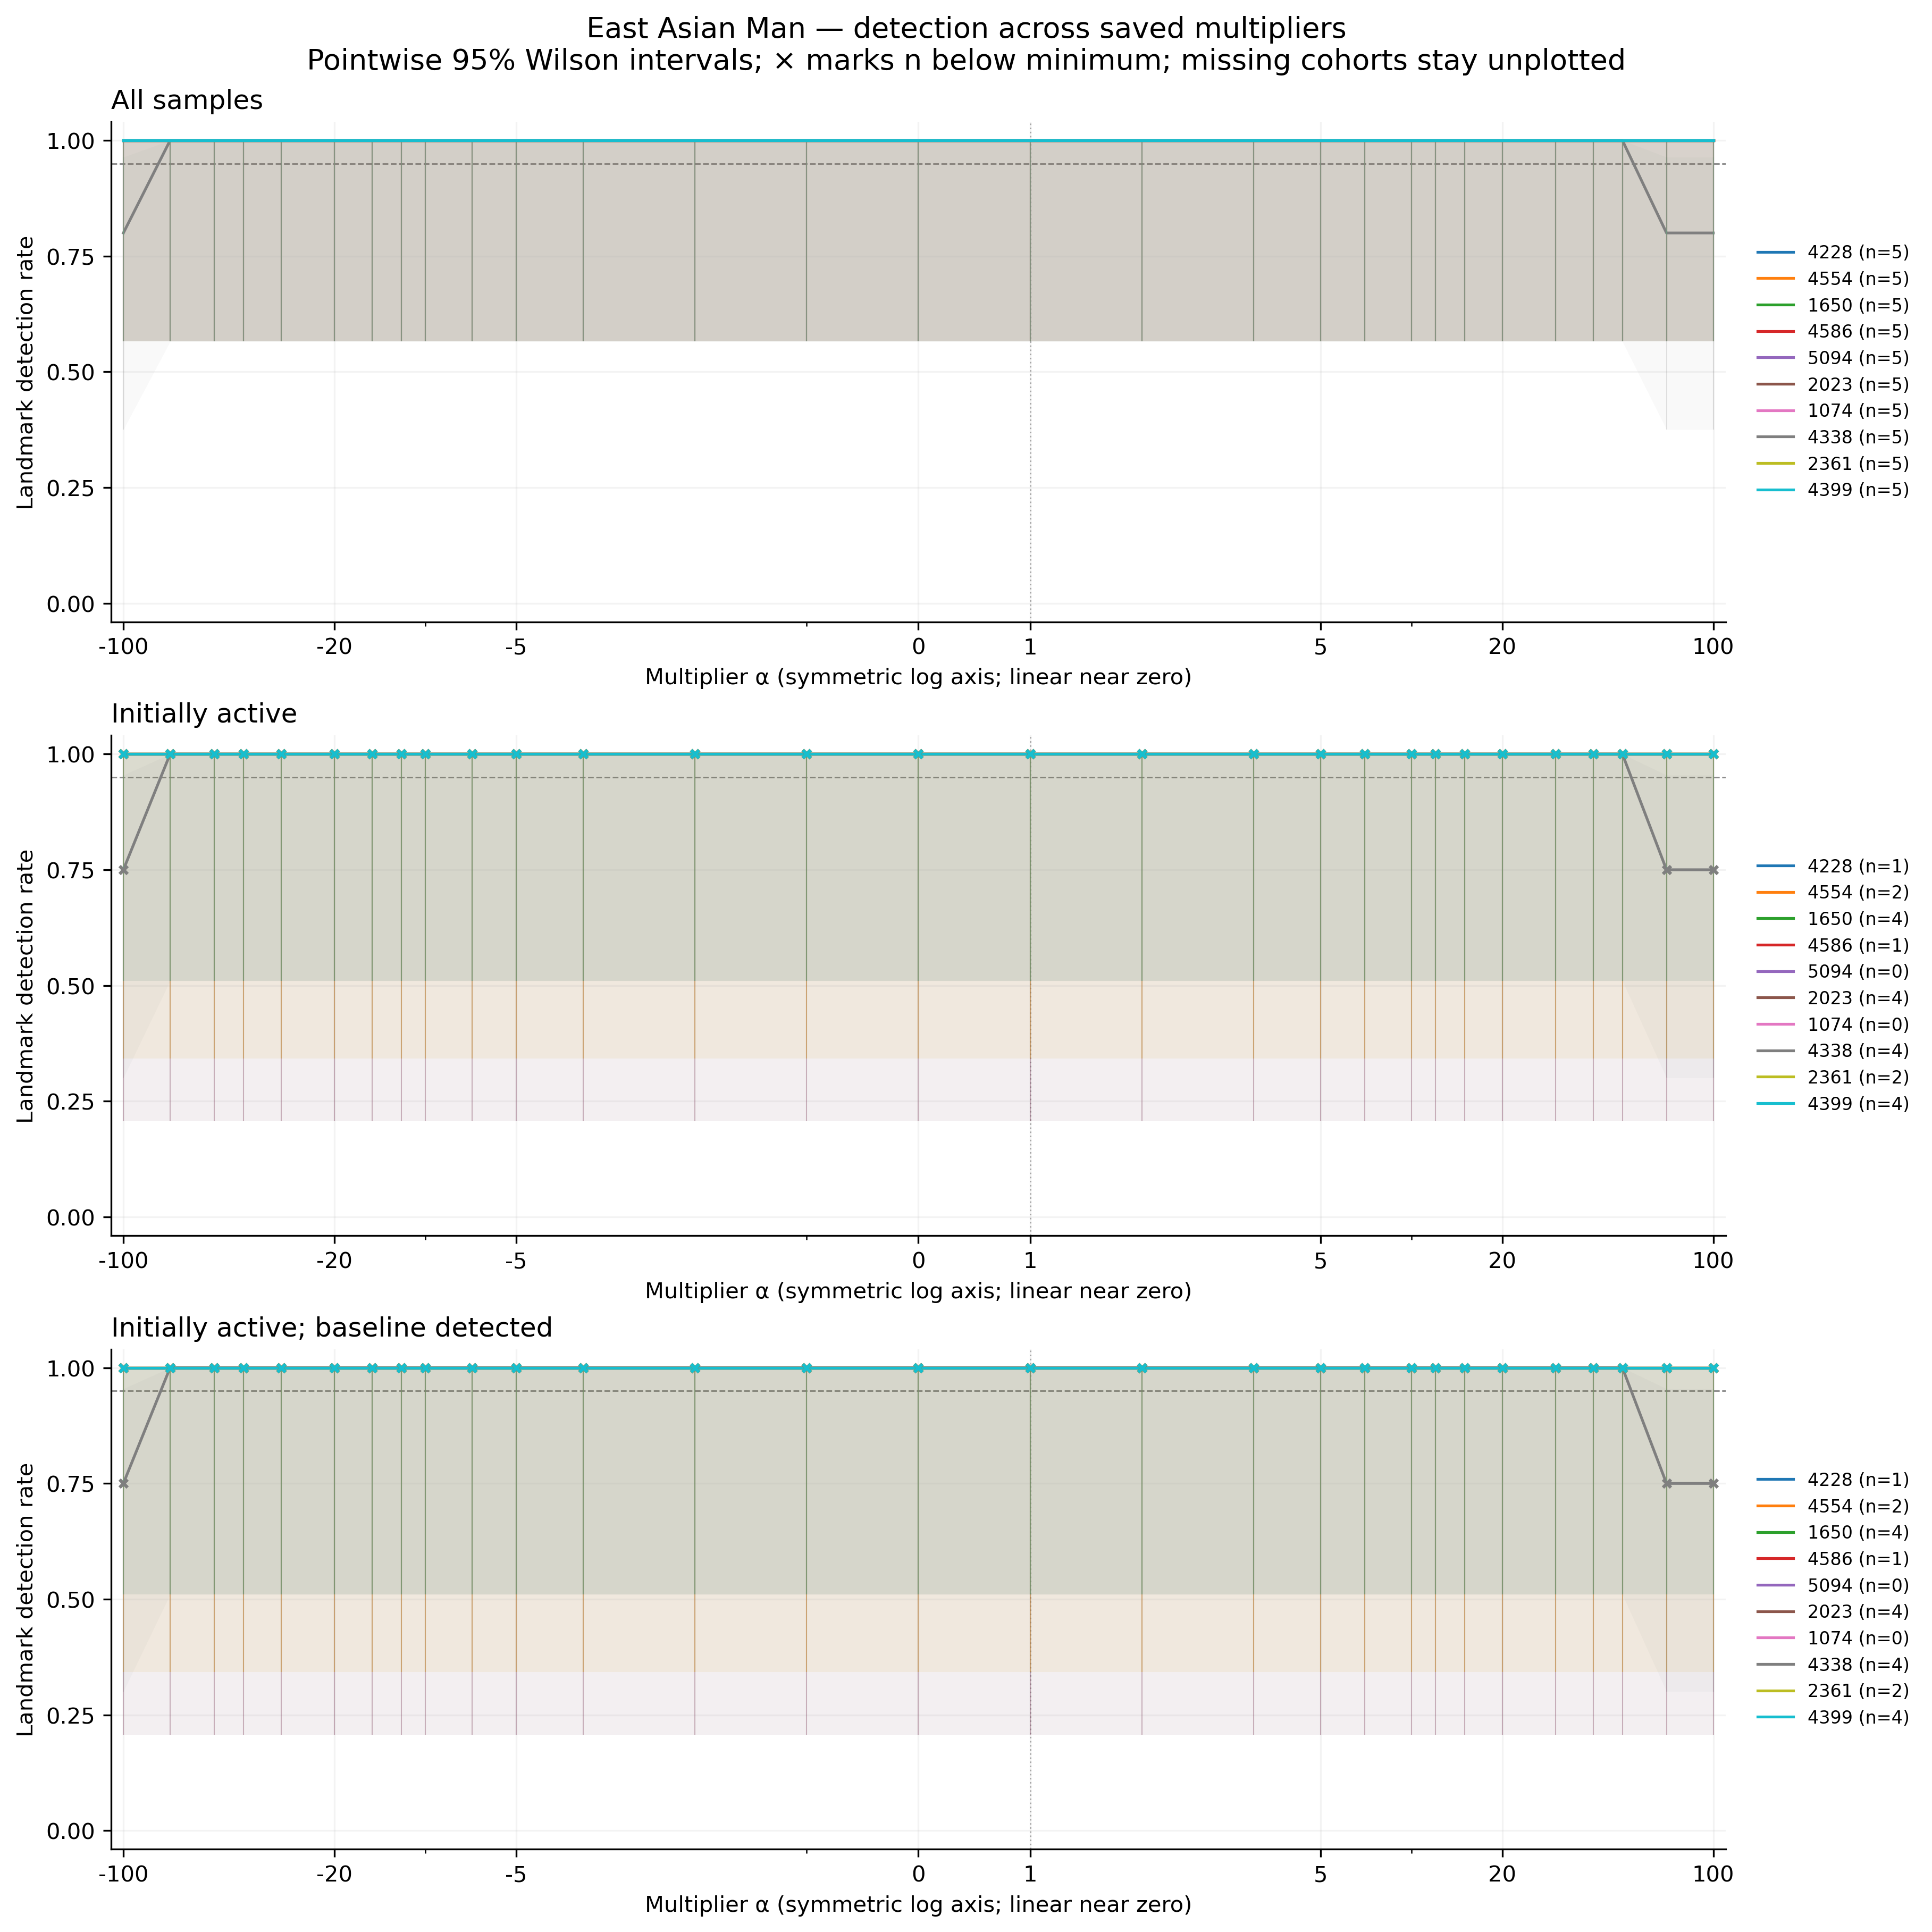 East Asian Man — detection across saved multipliers
Pointwise 95% Wilson intervals; × marks n below minimum; missing cohorts stay unplotted
All samples
Landmark detection rate
1.00
0.75
0.50
0.25
0.00
-100
-20
-5
0
1
5
20
100
Multiplier α (symmetric log axis; linear near zero)
4228 (n=5)
4554 (n=5)
1650 (n=5)
4586 (n=5)
5094 (n=5)
2023 (n=5)
1074 (n=5)
4338 (n=5)
2361 (n=5)
4399 (n=5)
Initially active
Landmark detection rate
1.00
0.75
0.50
0.25
0.00
-100
-20
-5
0
1
5
20
100
Multiplier α (symmetric log axis; linear near zero)
4228 (n=1)
4554 (n=2)
1650 (n=4)
4586 (n=1)
5094 (n=0)
2023 (n=4)
1074 (n=0)
4338 (n=4)
2361 (n=2)
4399 (n=4)
Initially active; baseline detected
Landmark detection rate
1.00
0.75
0.50
0.25
0.00
-100
-20
-5
0
1
5
20
100
Multiplier α (symmetric log axis; linear near zero)
4228 (n=1)
4554 (n=2)
1650 (n=4)
4586 (n=1)
5094 (n=0)
2023 (n=4)
1074 (n=0)
4338 (n=4)
2361 (n=2)
4399 (n=4)